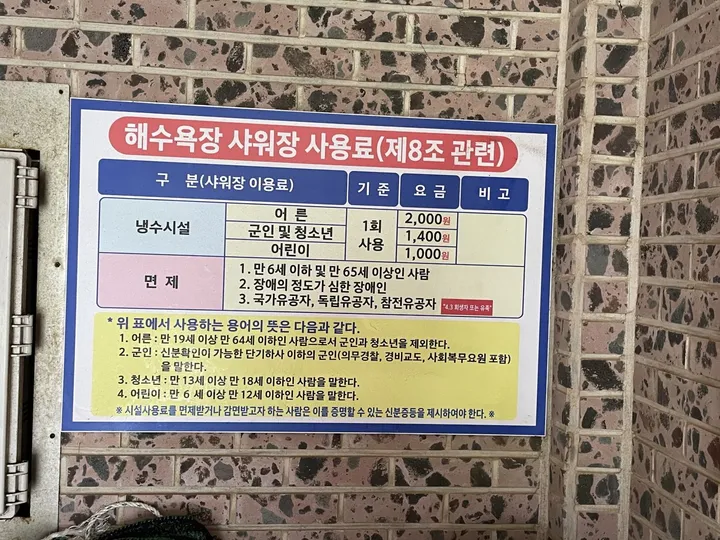 해수욕장 샤워장 사용료(제8조 관련)
구 분(샤워장 이용료) 기 준 요 금 비 고
냉수시설 어 른 1회 사용 2,000원
군인 및 청소년 1,400원
어린이 1,000원
면 제 1. 만 6세 이하 및 만 65세 이상인 사람
2. 장애의 정도가 심한 장애인
3. 국가유공자, 독립유공자, 참전유공자 "4.3 희생자 또는 유족"
* 위 표에서 사용하는 용어의 뜻은 다음과 같다.
1. 어른 : 만 19세 이상 만 64세 이하인 사람으로서 군인과 청소년을 제외한다.
2. 군인 : 신분확인이 가능한 단기하사 이하의 군인(의무경찰, 경비교도, 사회복무요원 포함)
을 말한다.
3. 청소년 : 만 13세 이상 만 18세 이하인 사람을 말한다.
4. 어린이 : 만 6 세 이상 만 12세 이하인 사람을 말한다.
※ 시설사용료를 면제받거나 감면받고자 하는 사람은 이를 증명할 수 있는 신분증등을 제시하여야 한다. ※